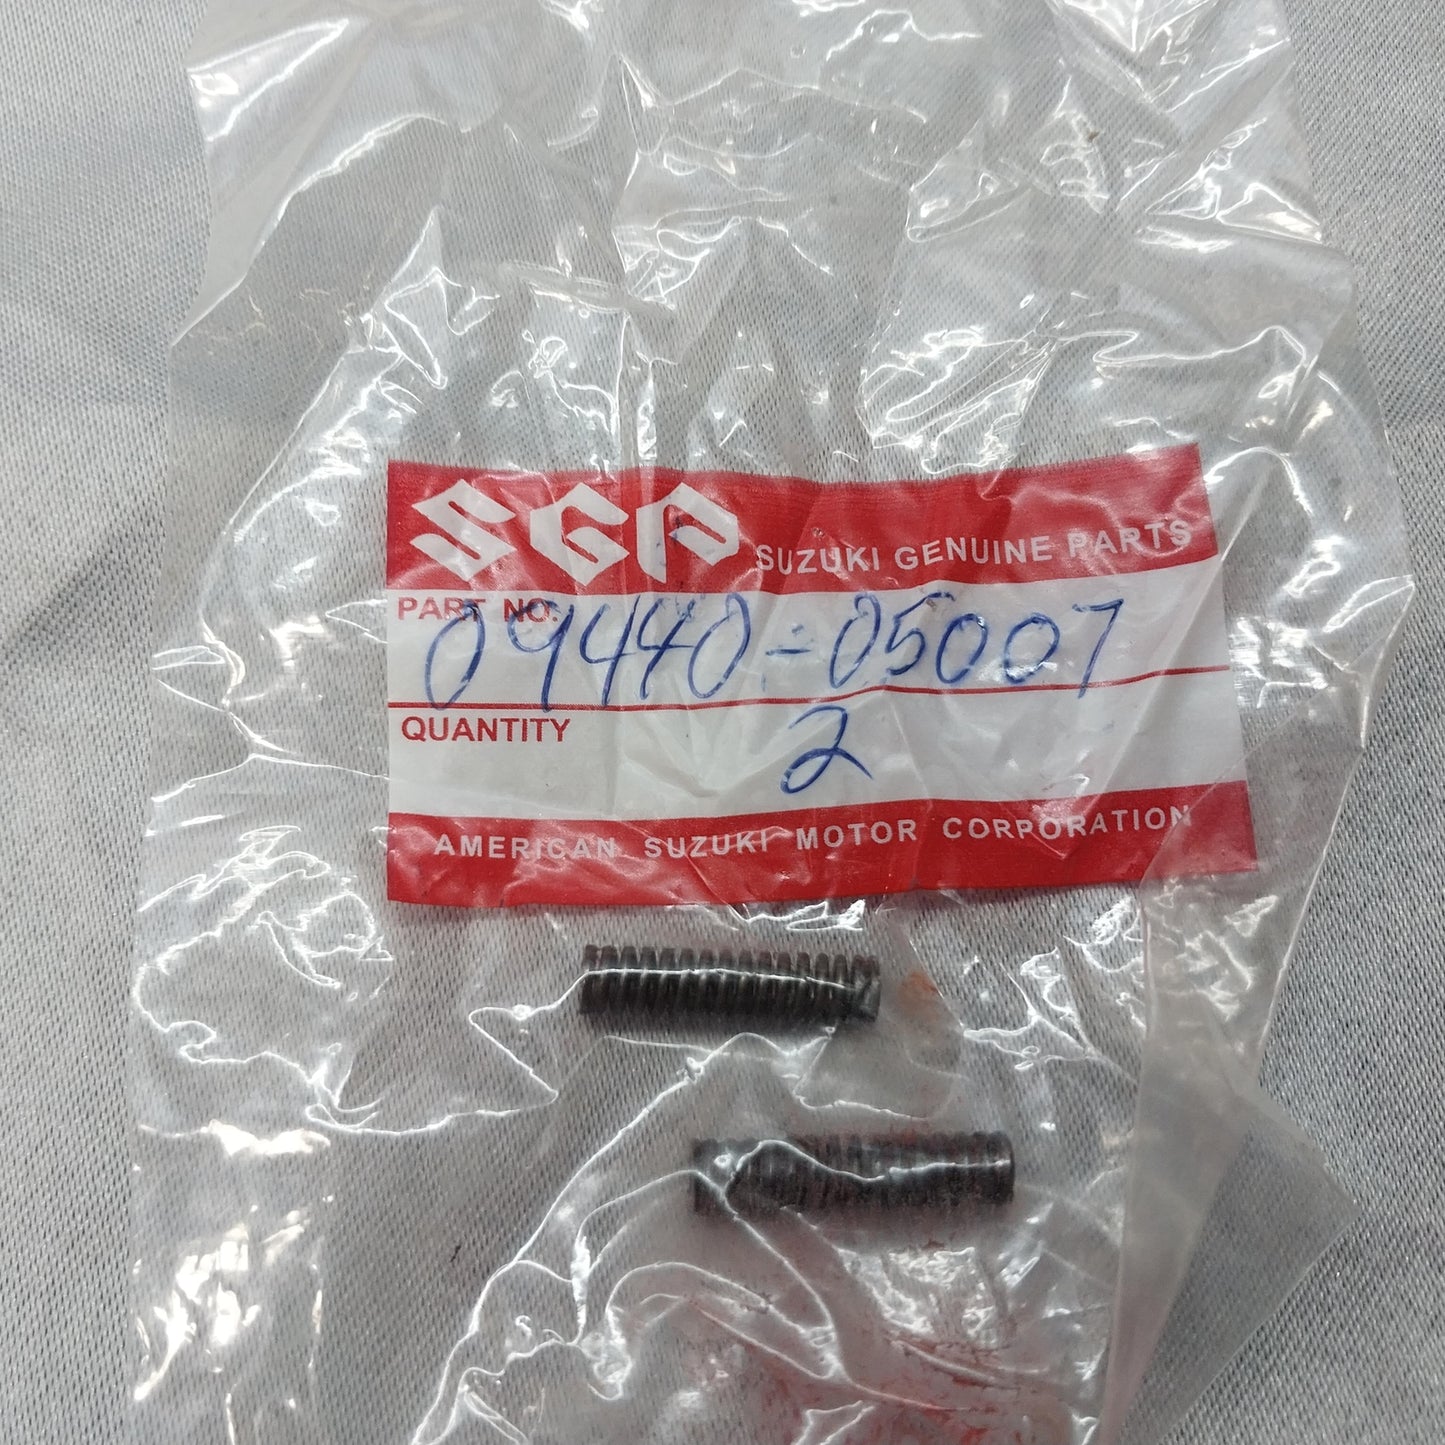 SGP SUZUKI GENUINE PARTS
PART NO. 09440-05007
QUANTITY 2
AMERICAN SUZUKI MOTOR CORPORATION